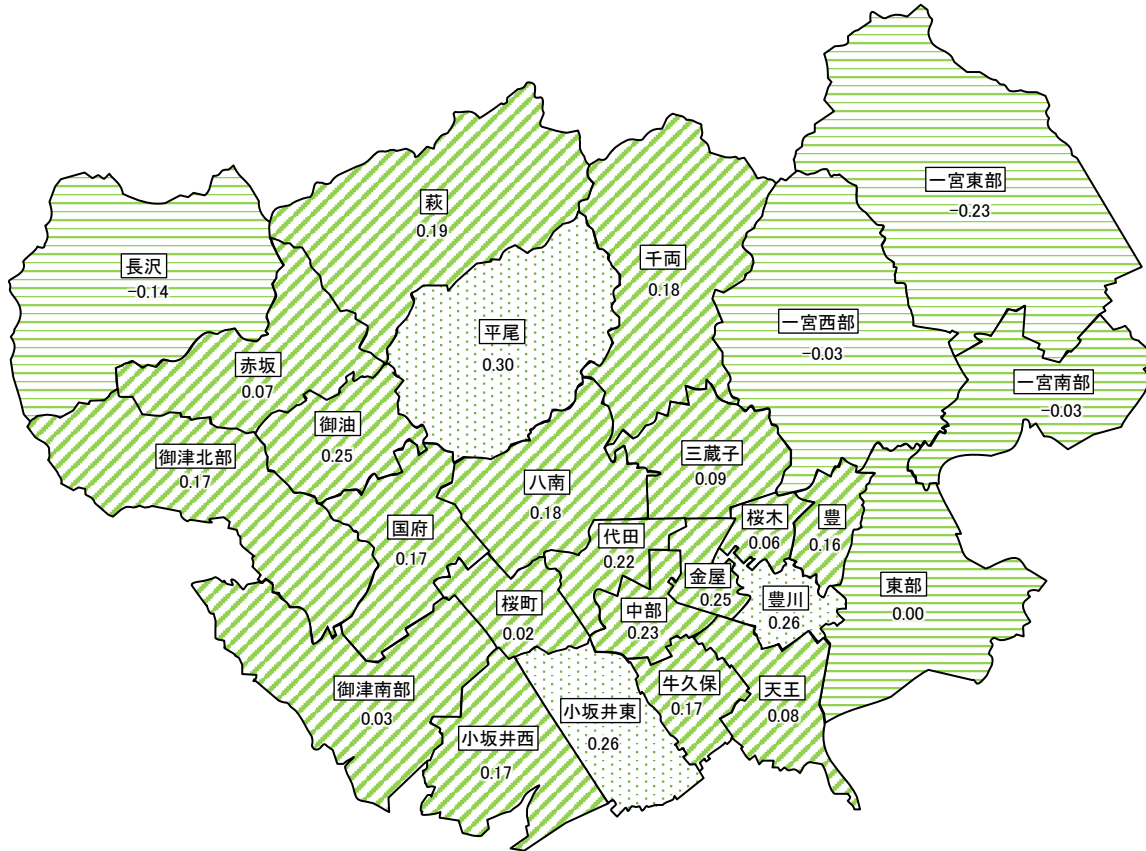 一宮東部
-0.23
萩
0.19
長沢
-0.14
千両
0.18
一宮西部
-0.03
平尾
0.30
赤坂
0.07
一宮南部
-0.03
御油
0.25
御津北部
0.17
三蔵子
0.09
八南
0.18
国府
0.17
代田
0.22
桜木
0.06
豊
0.16
金屋
0.25
豊川
0.26
東部
0.00
桜町
0.02
中部
0.23
御津南部
0.03
牛久保
0.17
天王
0.08
小坂井東
0.26
小坂井西
0.17